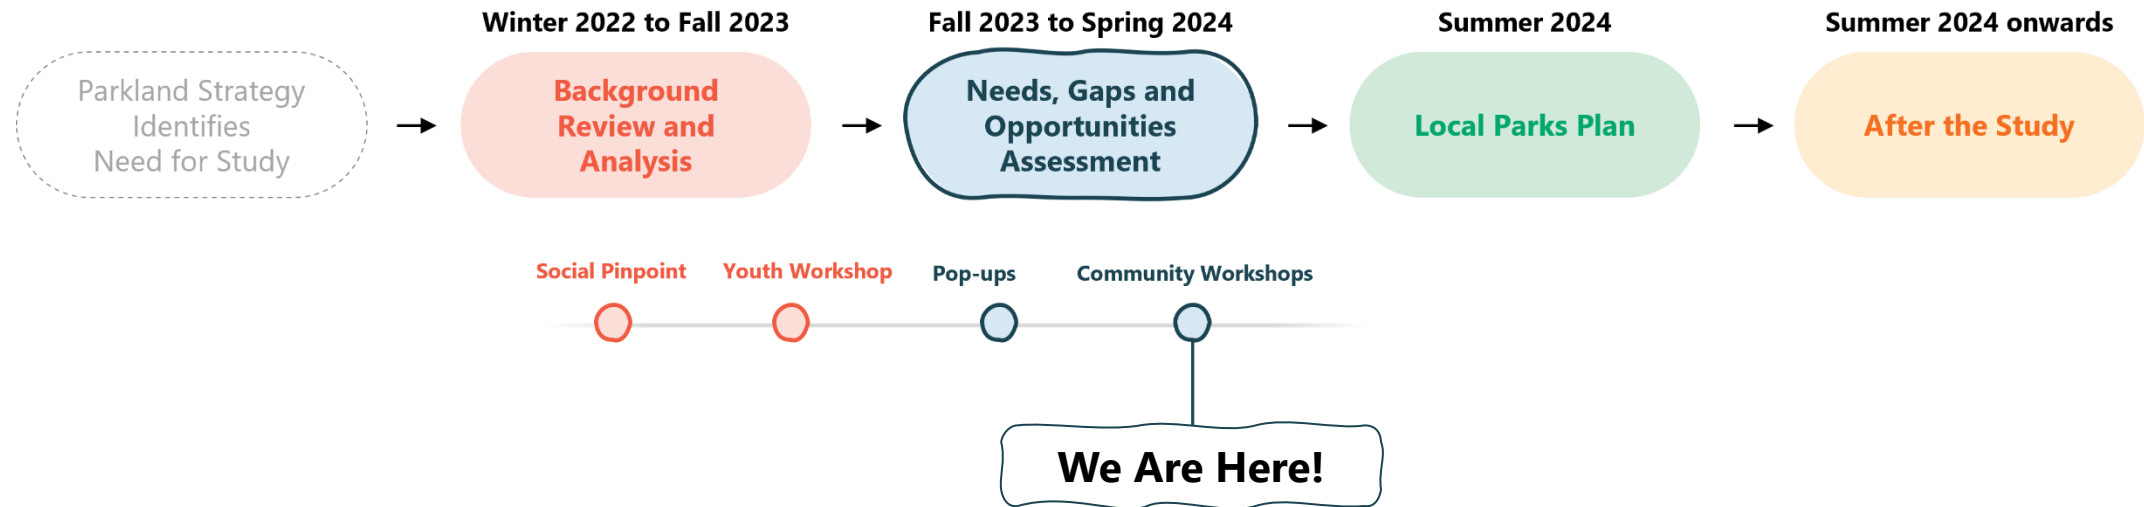 Winter 2022 to Fall 2023
Fall 2023 to Spring 2024
Summer 2024
Summer 2024 onwards
Parkland Strategy
Identifies
Need for Study
Background
Review and
Analysis
Needs, Gaps and
Opportunities
Assessment
Local Parks Plan
After the Study
Social Pinpoint
Youth Workshop
Pop-ups
Community Workshops
We Are Here!